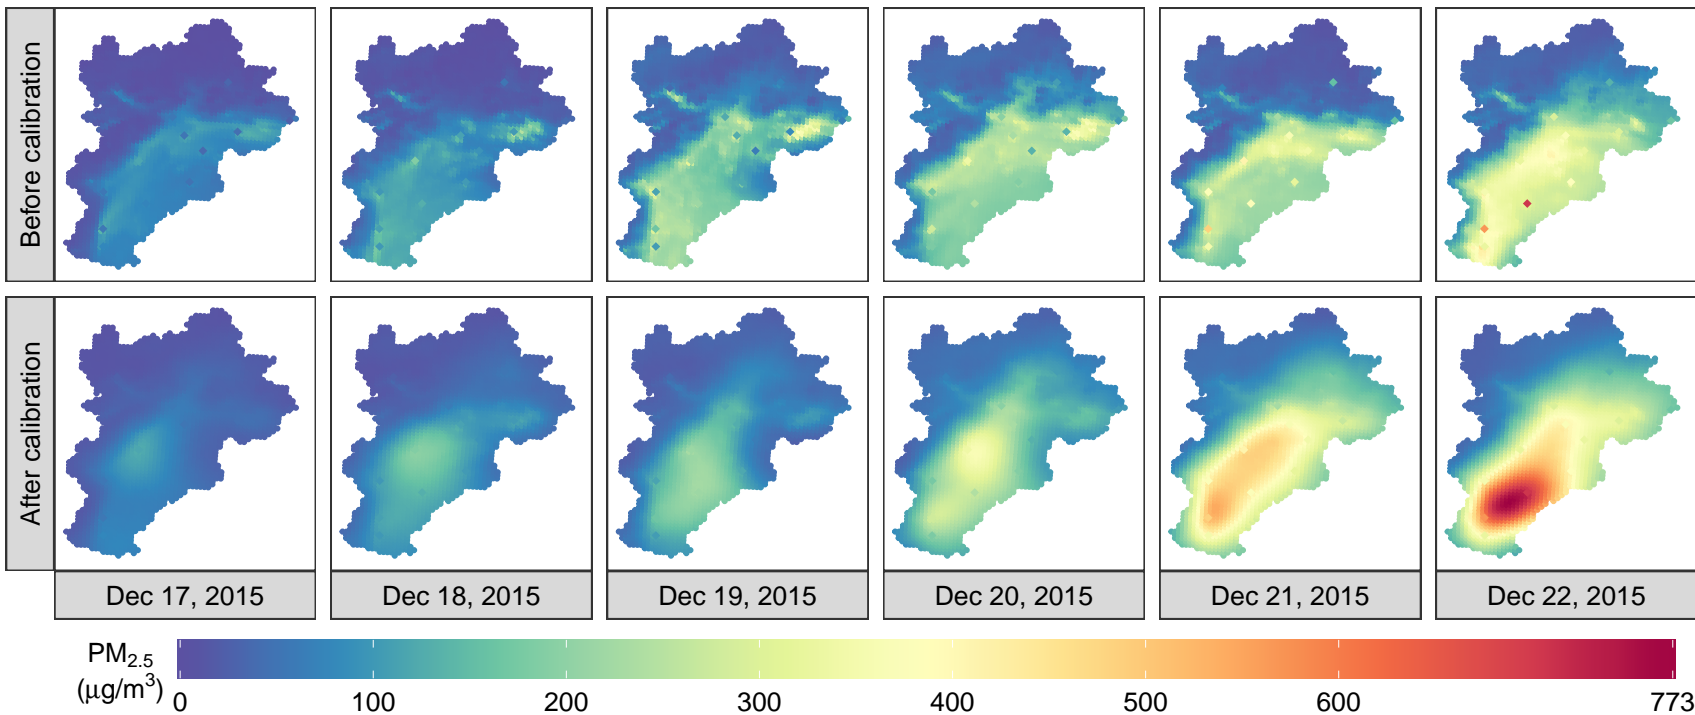 Before calibration
After calibration
Dec 17, 2015
Dec 18, 2015
Dec 19, 2015
Dec 20, 2015
Dec 21, 2015
Dec 22, 2015
PM2.5
(μg/m³)
0 100 200 300 400 500 600 773